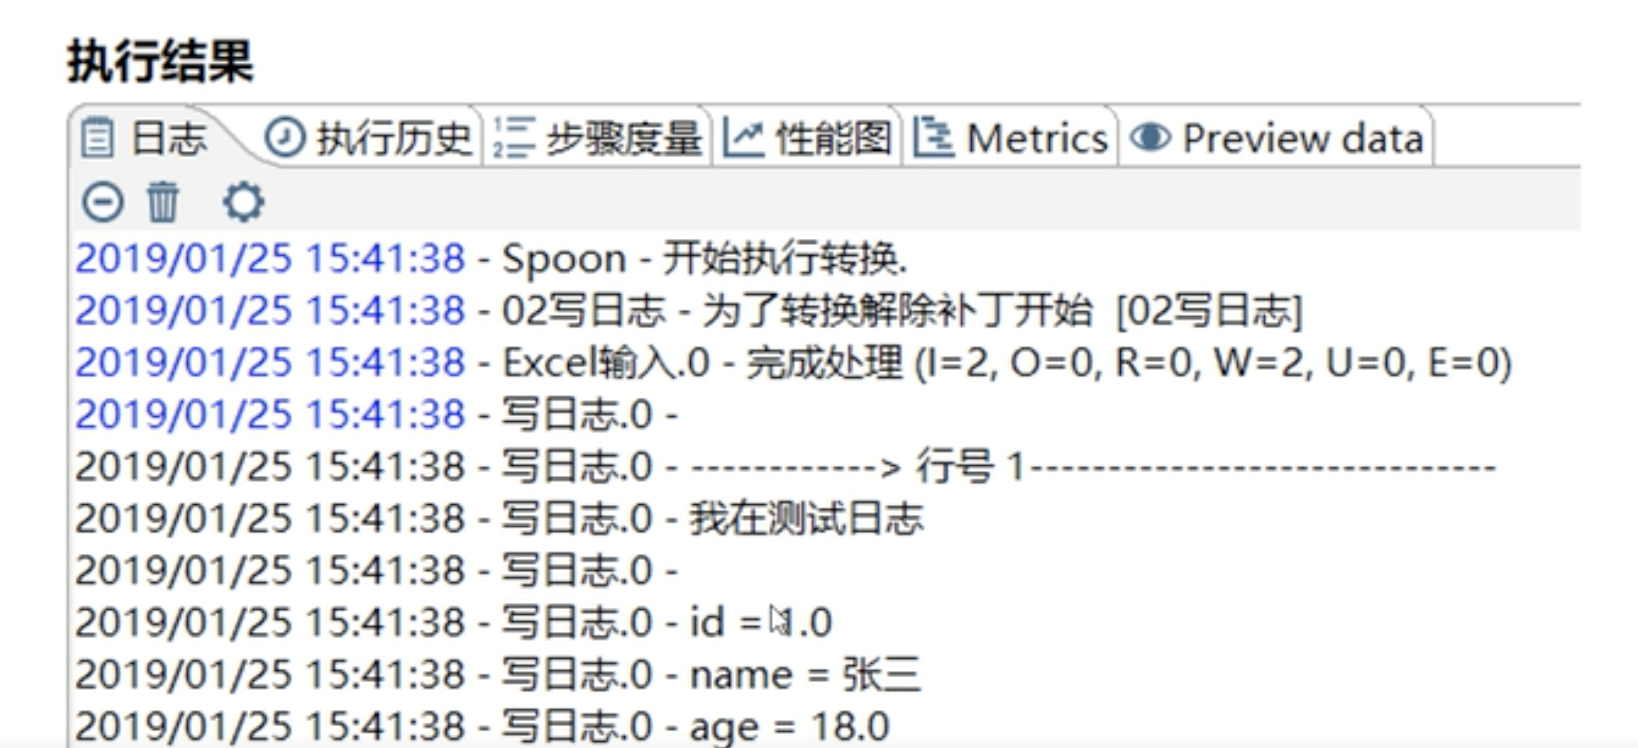 执行结果
日志 执行历史 步骤度量 性能图 Metrics Preview data
2019/01/25 15:41:38 - Spoon - 开始执行转换.
2019/01/25 15:41:38 - 02写日志 - 为了转换解除补丁开始  [02写日志]
2019/01/25 15:41:38 - Excel输入.0 - 完成处理 (I=2, O=0, R=0, W=2, U=0, E=0)
2019/01/25 15:41:38 - 写日志.0 -
2019/01/25 15:41:38 - 写日志.0 - ------------> 行号 1------------------------------
2019/01/25 15:41:38 - 写日志.0 - 我在测试日志
2019/01/25 15:41:38 - 写日志.0 -
2019/01/25 15:41:38 - 写日志.0 - id = 1.0
2019/01/25 15:41:38 - 写日志.0 - name = 张三
2019/01/25 15:41:38 - 写日志.0 - age = 18.0